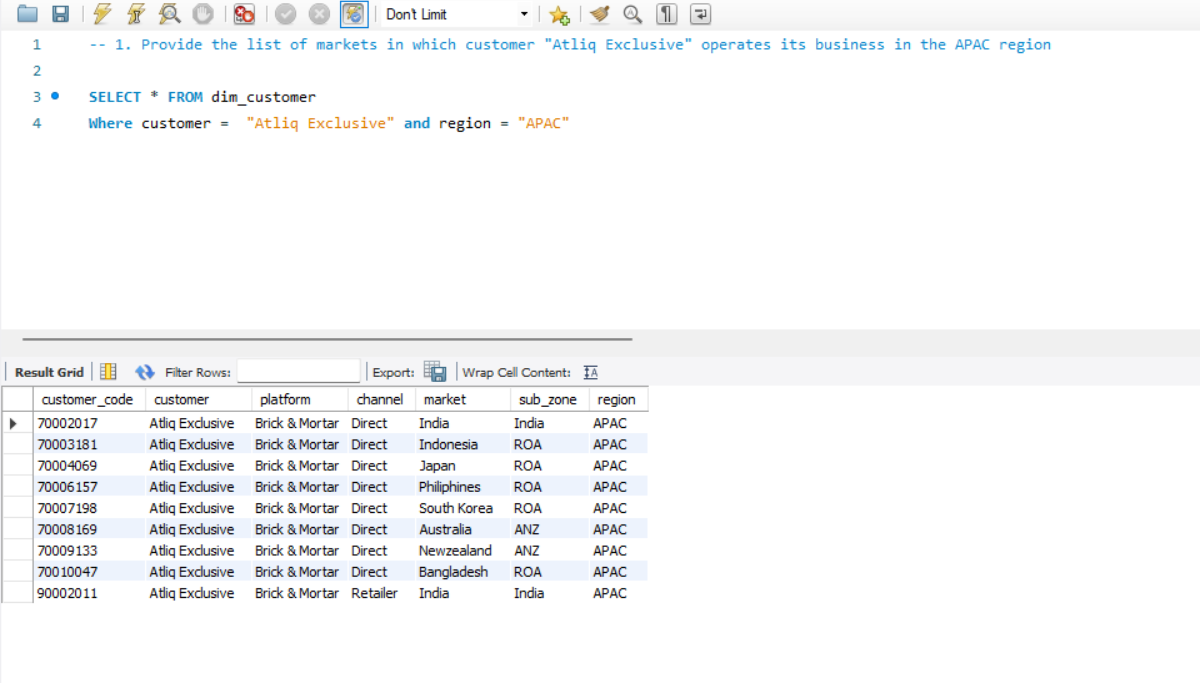 Don't Limit
1 -- 1. Provide the list of markets in which customer "Atliq Exclusive" operates its business in the APAC region
2
3 SELECT * FROM dim_customer
4 Where customer = "Atliq Exclusive" and region = "APAC"
Result Grid Filter Rows: Export: Wrap Cell Content:
customer_code customer platform channel market sub_zone region
70002017 Atliq Exclusive Brick & Mortar Direct India India APAC
70003181 Atliq Exclusive Brick & Mortar Direct Indonesia ROA APAC
70004069 Atliq Exclusive Brick & Mortar Direct Japan ROA APAC
70006157 Atliq Exclusive Brick & Mortar Direct Philiphines ROA APAC
70007198 Atliq Exclusive Brick & Mortar Direct South Korea ROA APAC
70008169 Atliq Exclusive Brick & Mortar Direct Australia ANZ APAC
70009133 Atliq Exclusive Brick & Mortar Direct Newzealand ANZ APAC
70010047 Atliq Exclusive Brick & Mortar Direct Bangladesh ROA APAC
90002011 Atliq Exclusive Brick & Mortar Retailer India India APAC